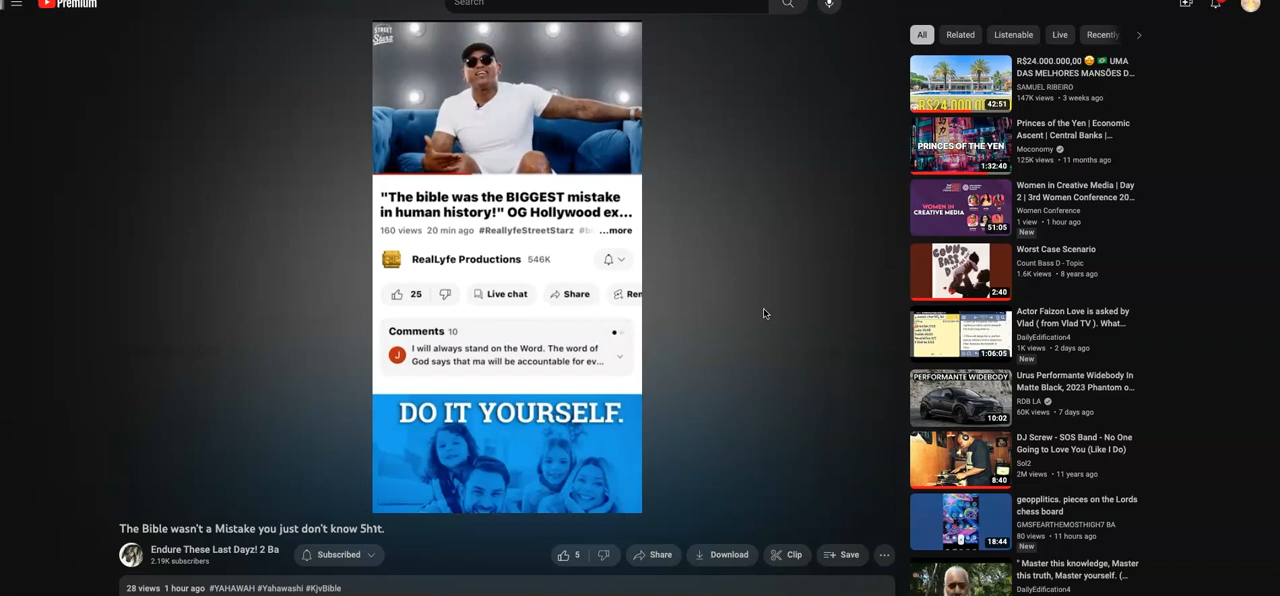 Premium
Search
STREET
Starz
"The bible was the BIGGEST mistake
in human history!" OG Hollywood ex...
160 views 20 min ago #ReallyfeStreetStarz #b ...more
RealLyfe Productions 546K
25 Live chat Share Rem
Comments 10
J
I will always stand on the Word. The word of
God says that ma will be accountable for ev...
DO IT YOURSELF.
The Bible wasn't a Mistake you just don't know 5h1t.
Endure These Last Dayz! 2 Ba
2.19K subscribers
Subscribed
5 Share Download Clip Save
28 views 1 hour ago #YAHAWAH #Yahawashi #KjvBible
All Related Listenable Live Recently
R$24.000.000,00 🤩 🇧🇷 UMA
DAS MELHORES MANSÕES D...
SAMUEL RIBEIRO
147K views • 3 weeks ago
42:51
Princes of the Yen | Economic
Ascent | Central Banks |...
Moconomy
125K views • 11 months ago
PRINCES OF THE YEN
1:32:40
Women in Creative Media | Day
2 | 3rd Women Conference 20...
Women Conference
1 view • 1 hour ago
New
WOMEN IN
CREATIVE MEDIA
51:05
Worst Case Scenario
Count Bass D - Topic
1.6K views • 8 years ago
2:40
Actor Faizon Love is asked by
Vlad ( from Vlad TV ). What...
DailyEdification4
1K views • 2 days ago
New
1:06:05
Urus Performante Widebody In
Matte Black, 2023 Phantom o...
RDB LA
60K views • 7 days ago
PERFORMANTE WIDEBODY
10:02
DJ Screw - SOS Band - No One
Going to Love You (Like I Do)
Sol2
2M views • 11 years ago
8:40
geopplitics. pieces on the Lords
chess board
GMSFEARTHEMOSTHIGH7 BA
80 views • 11 hours ago
New
18:44
" Master this knowledge, Master
this truth, Master yourself. (...
DailyEdification4